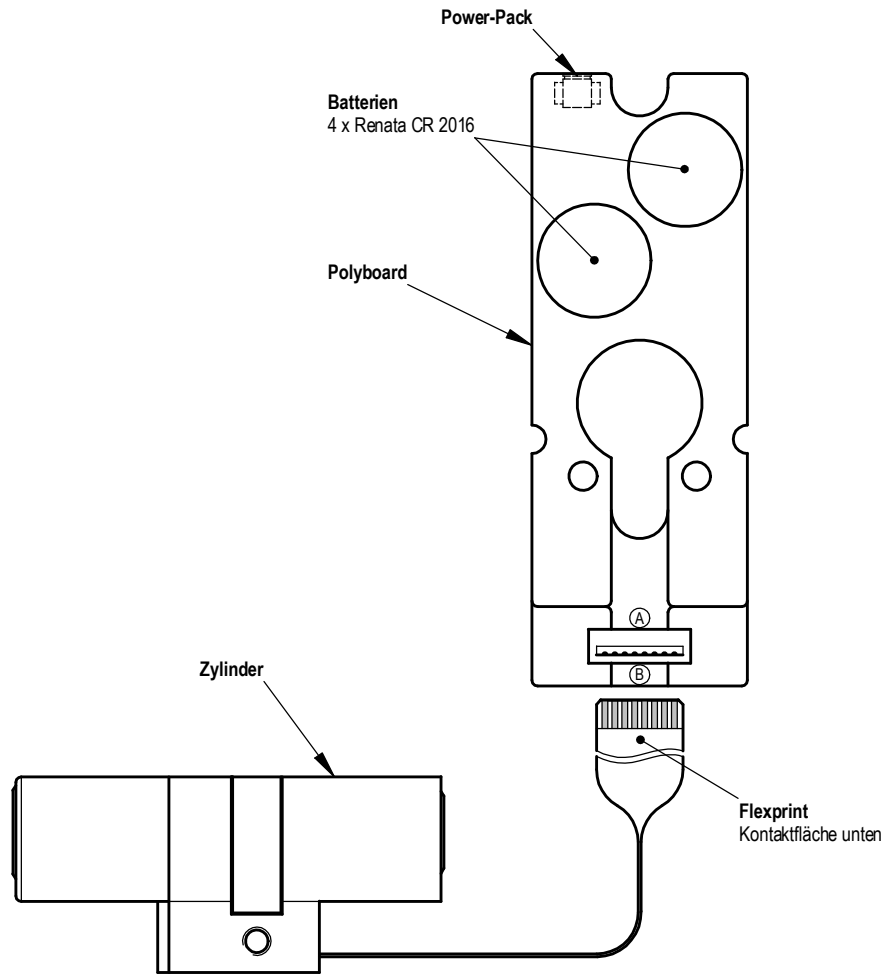 Power-Pack
Batterien
4 x Renata CR 2016
Polyboard
A
B
Zylinder
Flexprint
Kontaktfläche unten